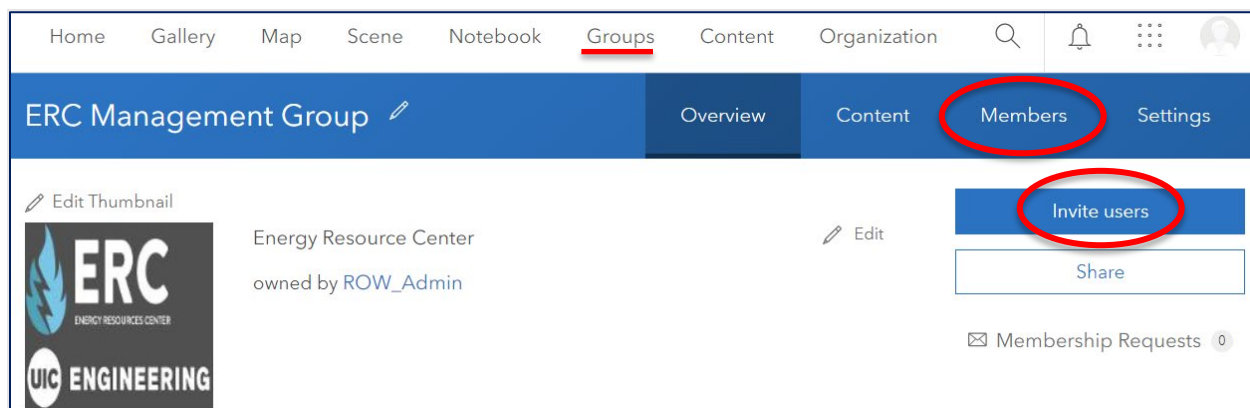 Home Gallery Map Scene Notebook Groups Content Organization
ERC Management Group Overview Content Members Settings
Edit Thumbnail
Invite users
Energy Resource Center
Edit
owned by ROW_Admin
Share
ERC
ENERGY RESOURCES CENTER
Membership Requests 0
UIC ENGINEERING